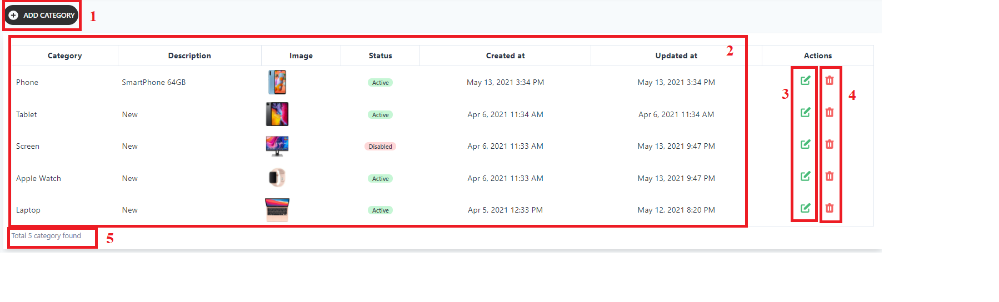 ADD CATEGORY 1
Category Description Image Status Created at Updated at 2 Actions
Phone SmartPhone 64GB Active May 13, 2021 3:34 PM May 13, 2021 3:34 PM
3 4
Tablet New Active Apr 6, 2021 11:34 AM Apr 6, 2021 11:34 AM
Screen New Disabled Apr 6, 2021 11:33 AM May 13, 2021 9:47 PM
Apple Watch New Active Apr 6, 2021 11:33 AM May 13, 2021 9:47 PM
Laptop New Active Apr 5, 2021 12:33 PM May 12, 2021 8:20 PM
Total 5 category found 5